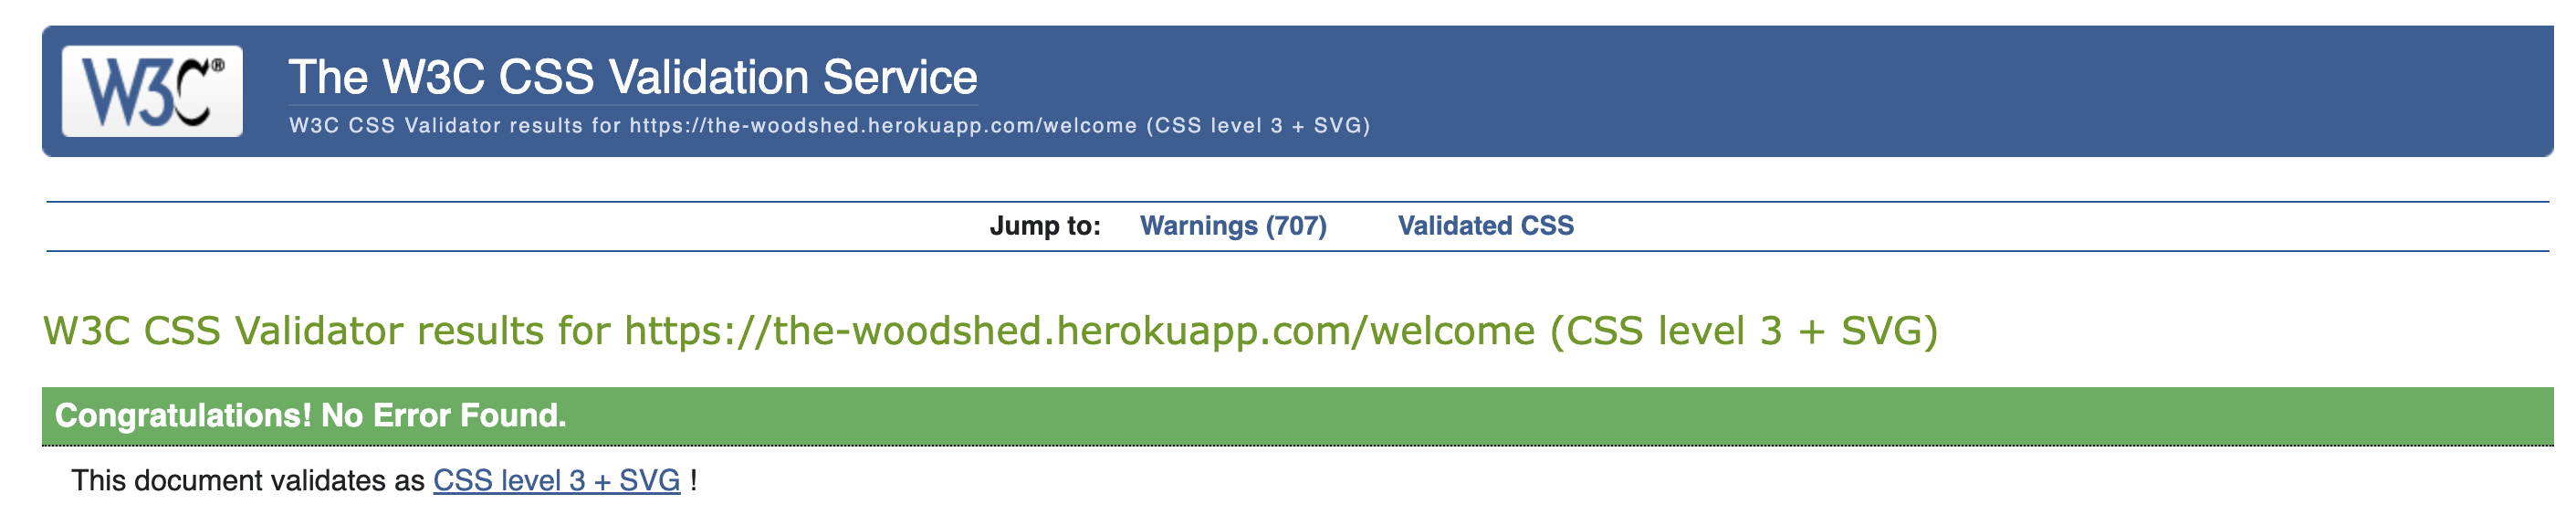 W3C®
The W3C CSS Validation Service
W3C CSS Validator results for https://the-woodshed.herokuapp.com/welcome (CSS level 3 + SVG)
Jump to: Warnings (707) Validated CSS
W3C CSS Validator results for https://the-woodshed.herokuapp.com/welcome (CSS level 3 + SVG)
Congratulations! No Error Found.
This document validates as CSS level 3 + SVG !